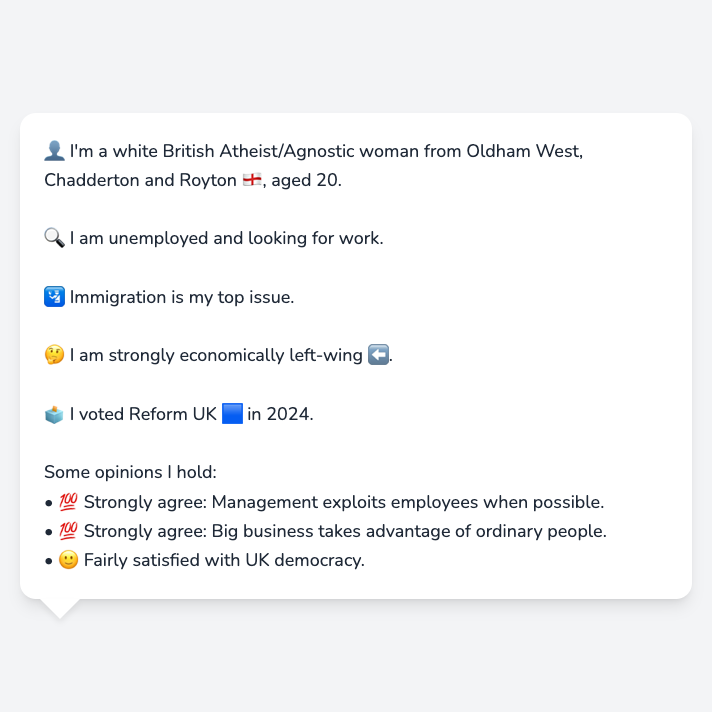 👤 I'm a white British Atheist/Agnostic woman from Oldham West,
Chadderton and Royton 🏴󠁧󠁢󠁥󠁮󠁧󠁿, aged 20.
🔍 I am unemployed and looking for work.
🛂 Immigration is my top issue.
🤔 I am strongly economically left-wing ⬅️.
🗳️ I voted Reform UK 🟦 in 2024.
Some opinions I hold:
• 💯 Strongly agree: Management exploits employees when possible.
• 💯 Strongly agree: Big business takes advantage of ordinary people.
• 🙂 Fairly satisfied with UK democracy.